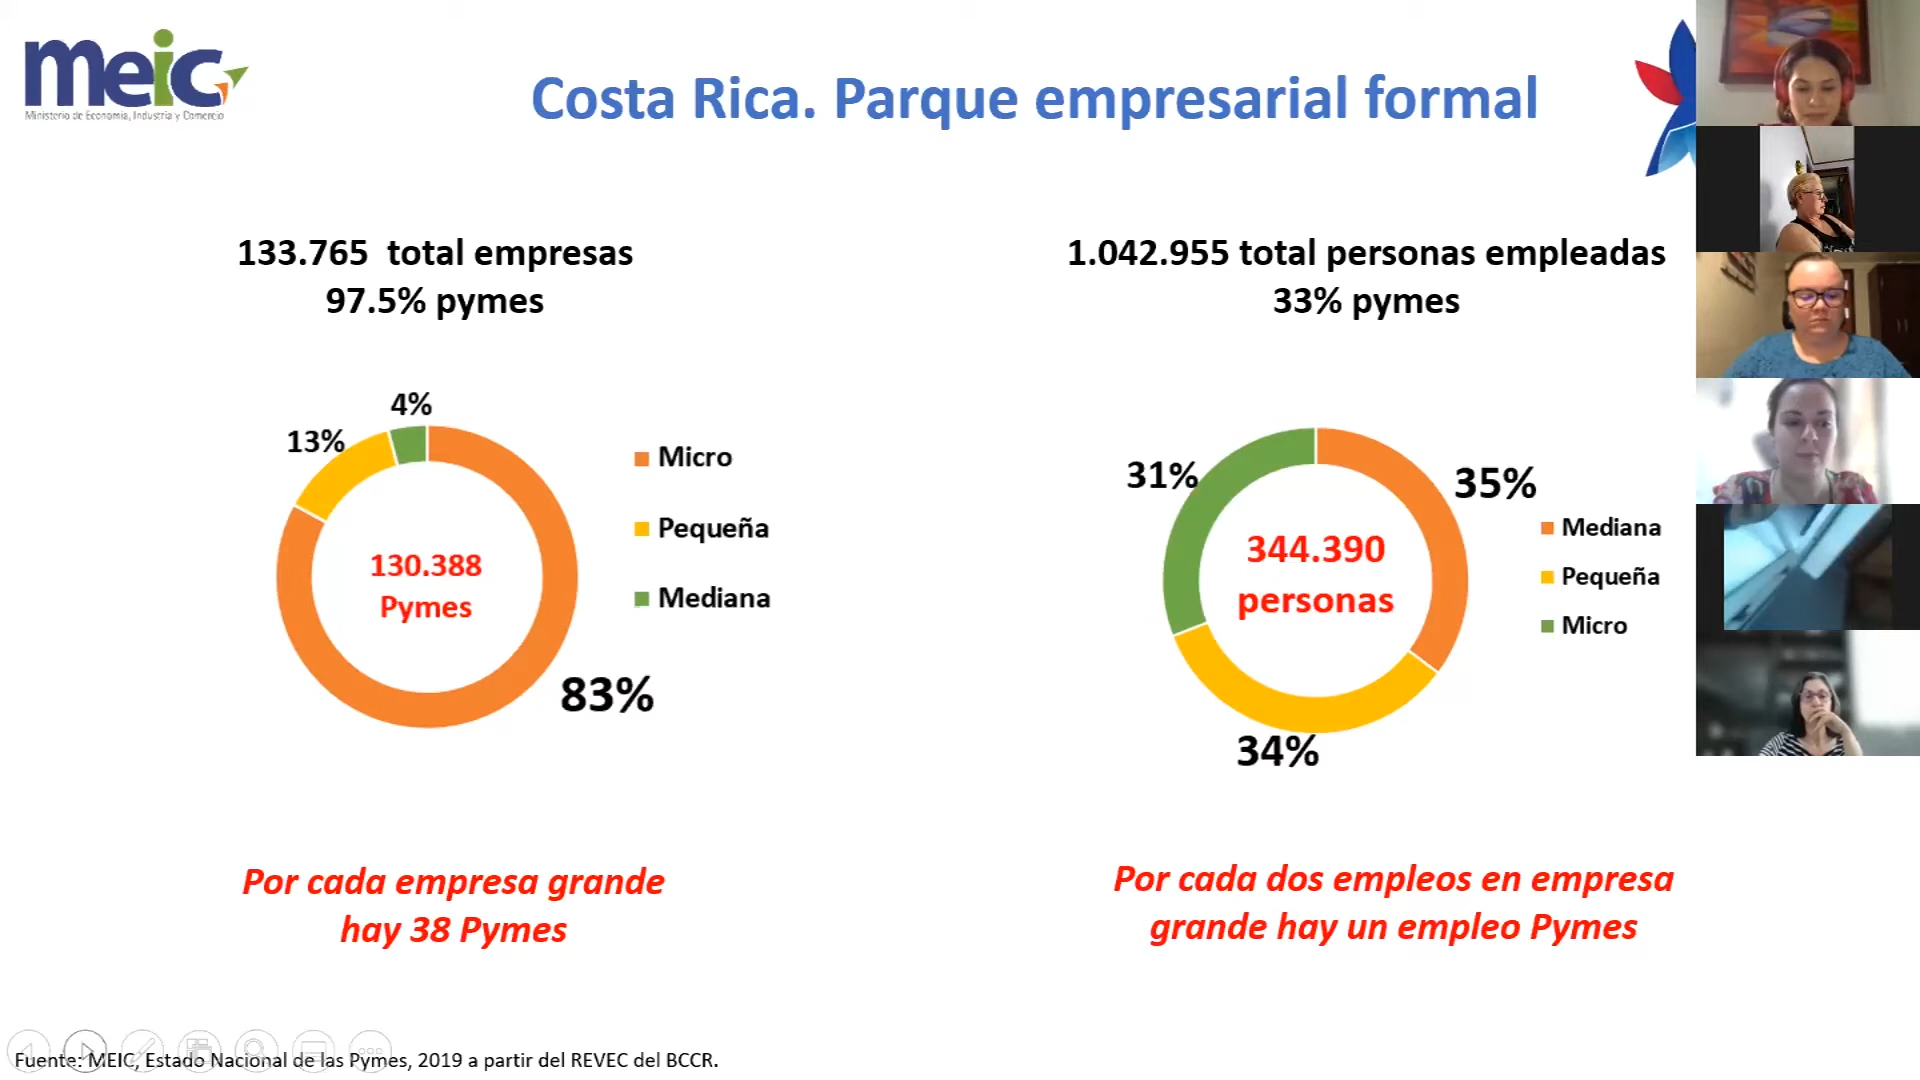 meic
Ministerio de Economía, Industria y Comercio
Costa Rica. Parque empresarial formal
133.765 total empresas
97.5% pymes
4%
13%
130.388
Pymes
83%
Micro
Pequeña
Mediana
Por cada empresa grande
hay 38 Pymes
1.042.955 total personas empleadas
33% pymes
31%
35%
344.390
personas
34%
Mediana
Pequeña
Micro
Por cada dos empleos en empresa
grande hay un empleo Pymes
Fuente: MEIC, Estado Nacional de las Pymes, 2019 a partir del REVEC del BCCR.